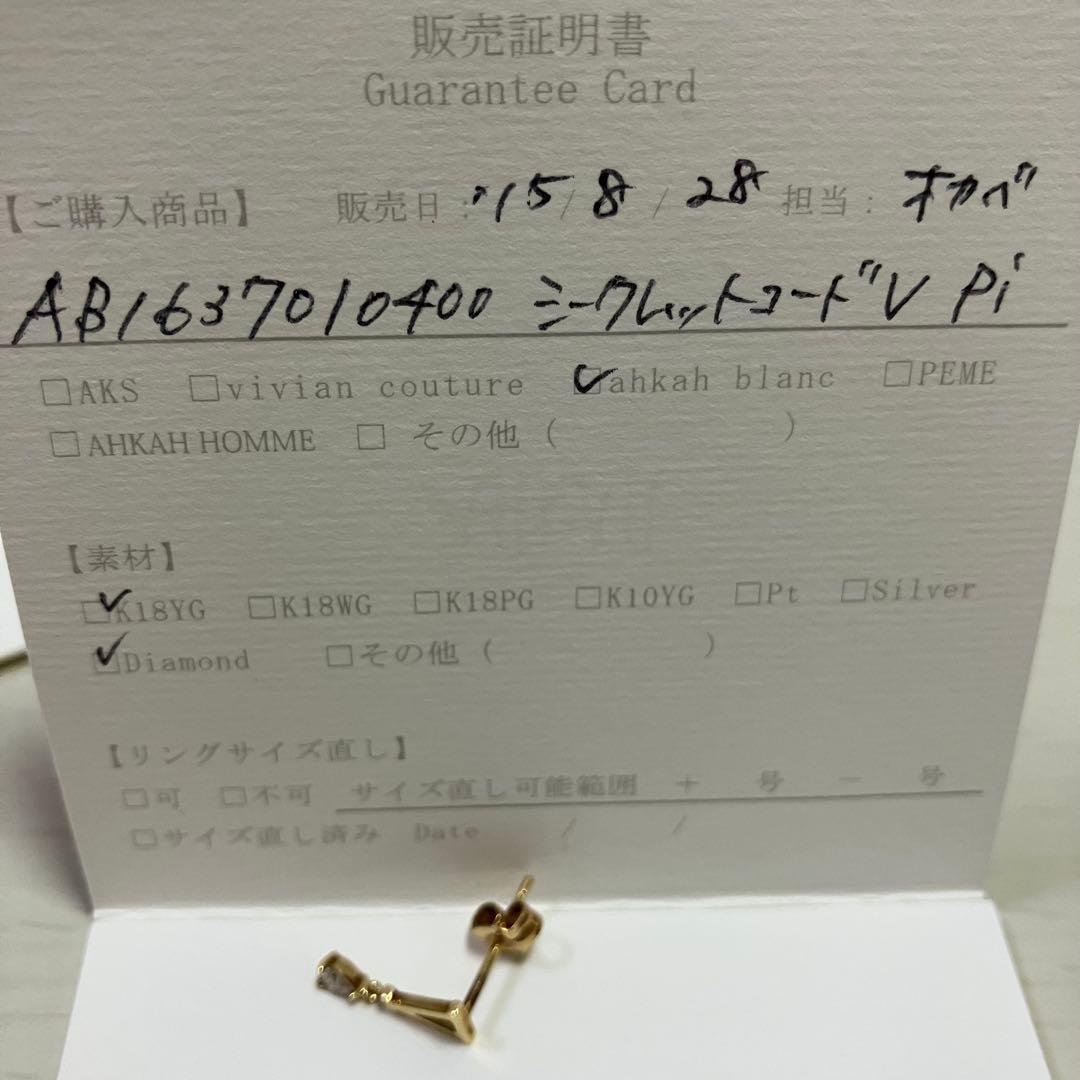 販売証明書
Guarantee Card
【ご購入商品】 販売日:'15/8/28 担当:オカベ
AB1637010400 シークレットコードV Pi
□AKS □vivian couture ☑ahkah blanc □PEME
□AHKAH HOMME □ その他 ( )
【素材】
☑K18YG □K18WG □K18PG □K10YG □Pt □Silver
☑Diamond □その他 ( )
【リングサイズ直し】
□可 □不可 サイズ直し可能範囲 + 号 − 号
□サイズ直し済み Date / /